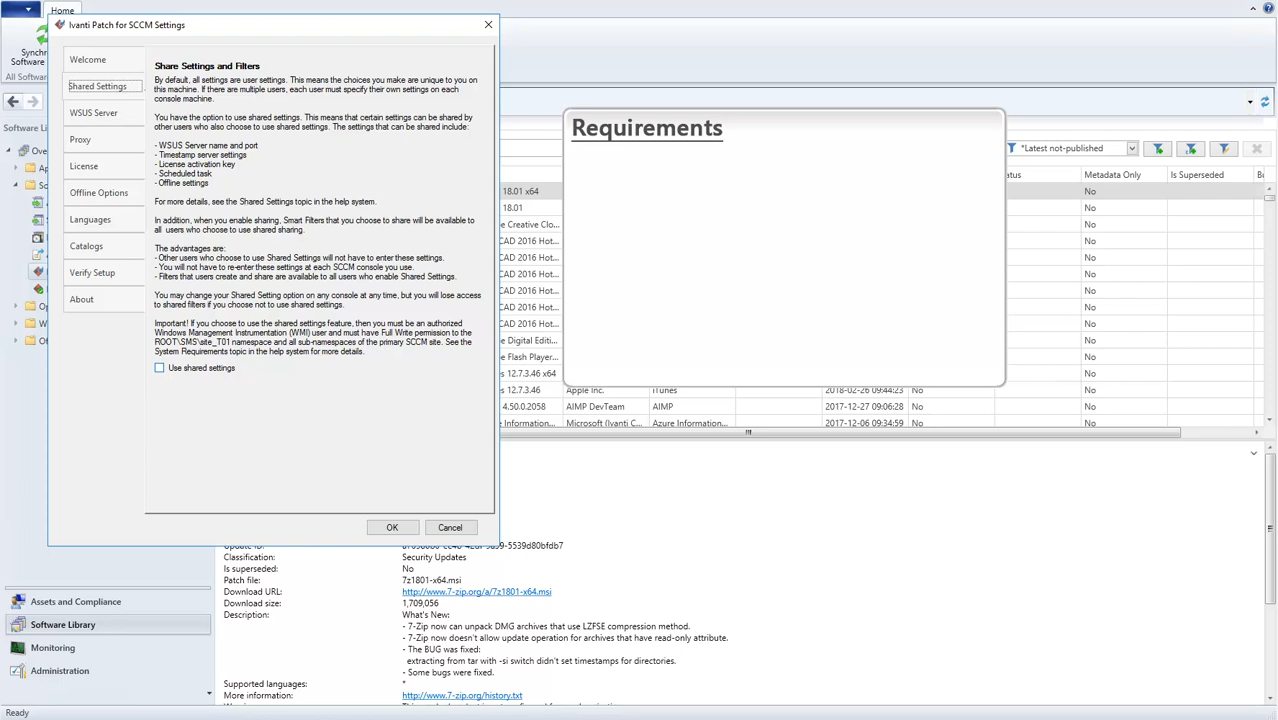 Home
Ivanti Patch for SCCM Settings
Synchr
Software
All Softwar
Welcome
Shared Settings
WSUS Server
Proxy
License
Offline Options
Languages
Catalogs
Verify Setup
About
Share Settings and Filters
By default, all settings are user settings. This means the choices you make are unique to you on
this machine. If there are multiple users, each user must specify their own settings on each
console machine.
You have the option to use shared settings. This means that certain settings can be shared by
other users who also choose to use shared settings. The settings that can be shared include:
- WSUS Server name and port
- Timestamp server settings
- License activation key
- Scheduled task
- Offline settings
For more details, see the Shared Settings topic in the help system.
In addition, when you enable sharing, Smart Filters that you choose to share will be available to
all users who choose to use shared sharing.
The advantages are:
- Other users who choose to use Shared Settings will not have to enter these settings.
- You will not have to re-enter these settings at each SCCM console you use.
- Filters that users create and share are available to all users who enable Shared Settings.
You may change your Shared Setting option on any console at any time, but you will lose access
to shared filters if you choose not to use shared settings.
Important! If you choose to use the shared settings feature, then you must be an authorized
Windows Management Instrumentation (WMI) user and must have Full Write permission to the
ROOT\SMS\site_T01 namespace and all sub-namespaces of the primary SCCM site. See the
System Requirements topic in the help system for more details.
Use shared settings
OK Cancel
Requirements
*Latest not-published
Software Li
Ove
Ap
So
Op
W
Of
tatus Metadata Only Is Superseded Bu
18.01 x64 No
18.01 No
e Creative Clo... No
CAD 2016 Hot... No
CAD 2016 Hot... No
CAD 2016 Hot... No
CAD 2016 Hot... No
CAD 2016 Hot... No
CAD 2016 Hot... No
e Digital Editi... No
e Flash Player... No
s 12.7.3.46 x64 No
s 12.7.3.46 Apple Inc. iTunes 2018-02-26 09:44:23 No No
4.50.0.2058 AIMP DevTeam AIMP 2017-12-27 09:06:28 No No
e Information... Microsoft (Ivanti C... Azure Information... 2017-12-06 09:34:59 No No
Classification: Security Updates
Is superseded: No
Patch file: 7z1801-x64.msi
Download URL: http://www.7-zip.org/a/7z1801-x64.msi
Download size: 1,709,056
Description: What's New:
- 7-Zip now can unpack DMG archives that use LZFSE compression method.
- 7-Zip now doesn't allow update operation for archives that have read-only attribute.
- The BUG was fixed:
extracting from tar with -si switch didn't set timestamps for directories.
- Some bugs were fixed.
Supported languages: *
More information: http://www.7-zip.org/history.txt
Assets and Compliance
Software Library
Monitoring
Administration
Ready